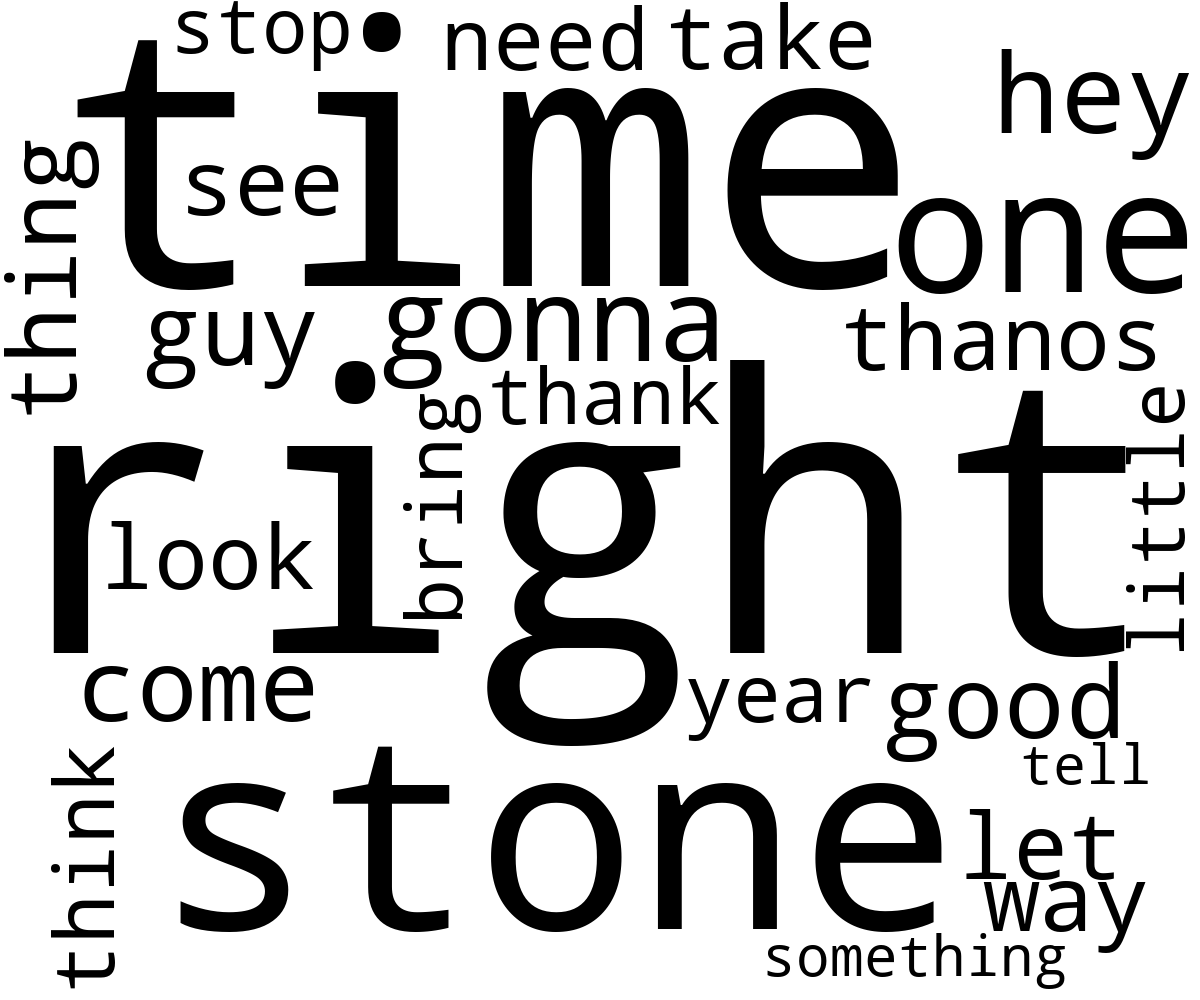 stop
need
take
hey
time
thing
see
one
guy
gonna
thanos
thank
right
bring
little
look
come
year
good
tell
think
stone
let
way
something